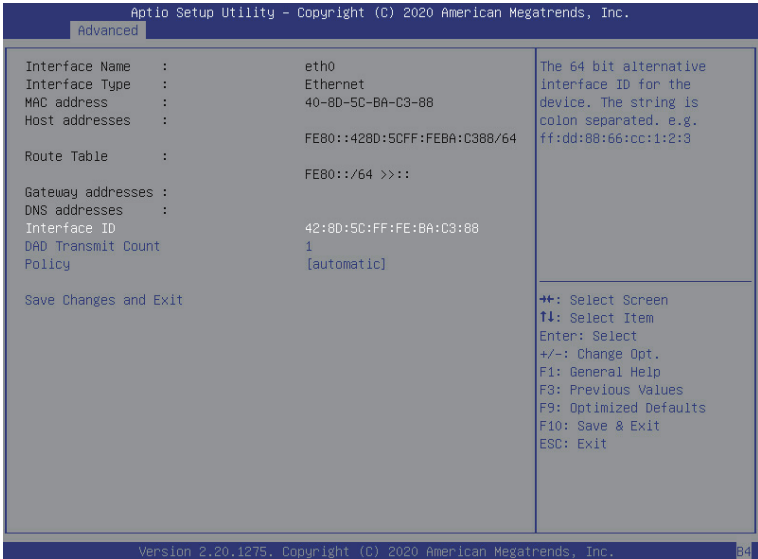 Aptio Setup Utility – Copyright (C) 2020 American Megatrends, Inc.
Advanced
Interface Name : eth0
Interface Type : Ethernet
MAC address : 40-8D-5C-BA-C3-88
Host addresses :
FE80::428D:5CFF:FEBA:C388/64
Route Table :
FE80::/64 >>::
Gateway addresses :
DNS addresses :
Interface ID 42:8D:5C:FF:FE:BA:C3:88
DAD Transmit Count 1
Policy [automatic]
Save Changes and Exit
The 64 bit alternative
interface ID for the
device. The string is
colon separated. e.g.
ff:dd:88:66:cc:1:2:3
→←: Select Screen
↑↓: Select Item
Enter: Select
+/-: Change Opt.
F1: General Help
F3: Previous Values
F9: Optimized Defaults
F10: Save & Exit
ESC: Exit
Version 2.20.1275. Copyright (C) 2020 American Megatrends, Inc.
B4